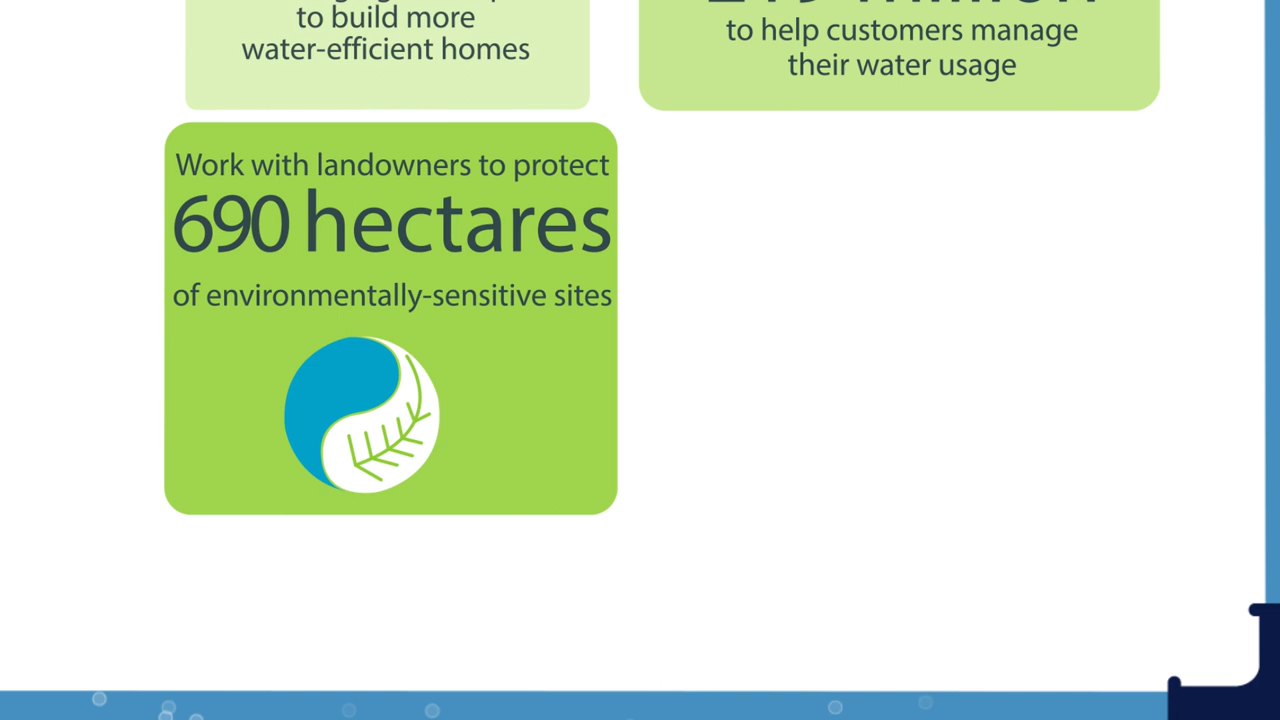 to build more
water-efficient homes
to help customers manage
their water usage
Work with landowners to protect
690 hectares
of environmentally-sensitive sites